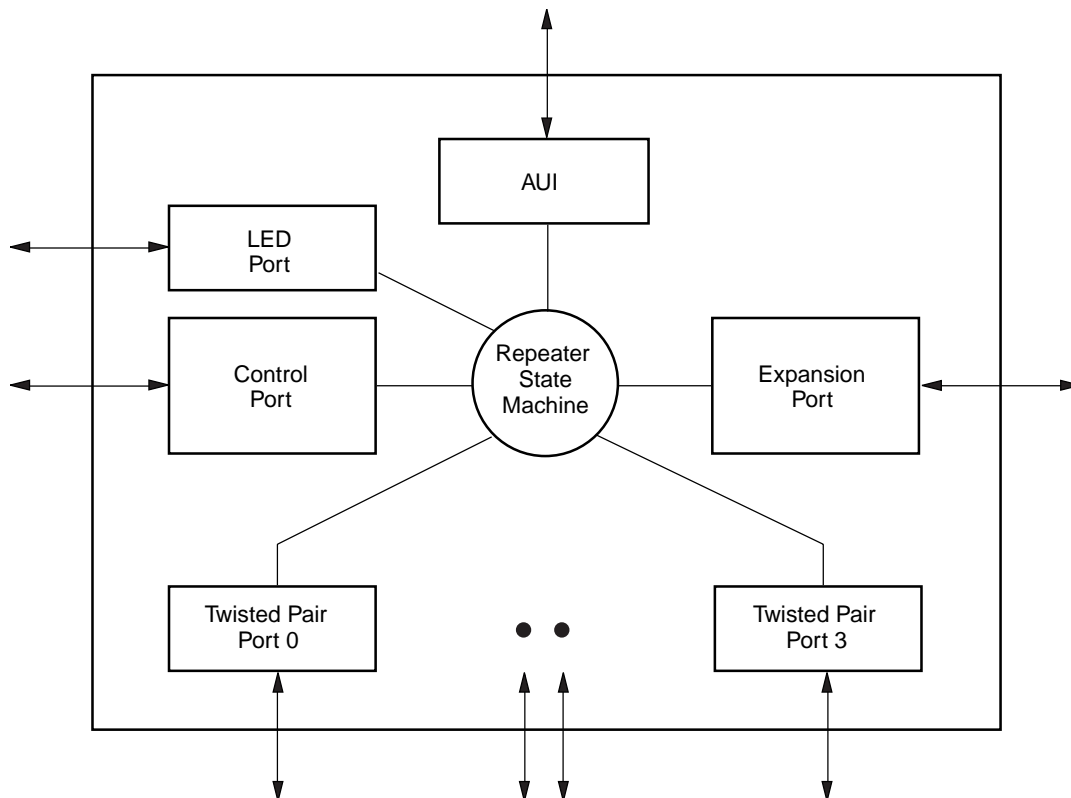 AUI
LED
Port
Control
Port
Repeater
State
Machine
Expansion
Port
Twisted Pair
Port 0
Twisted Pair
Port 3